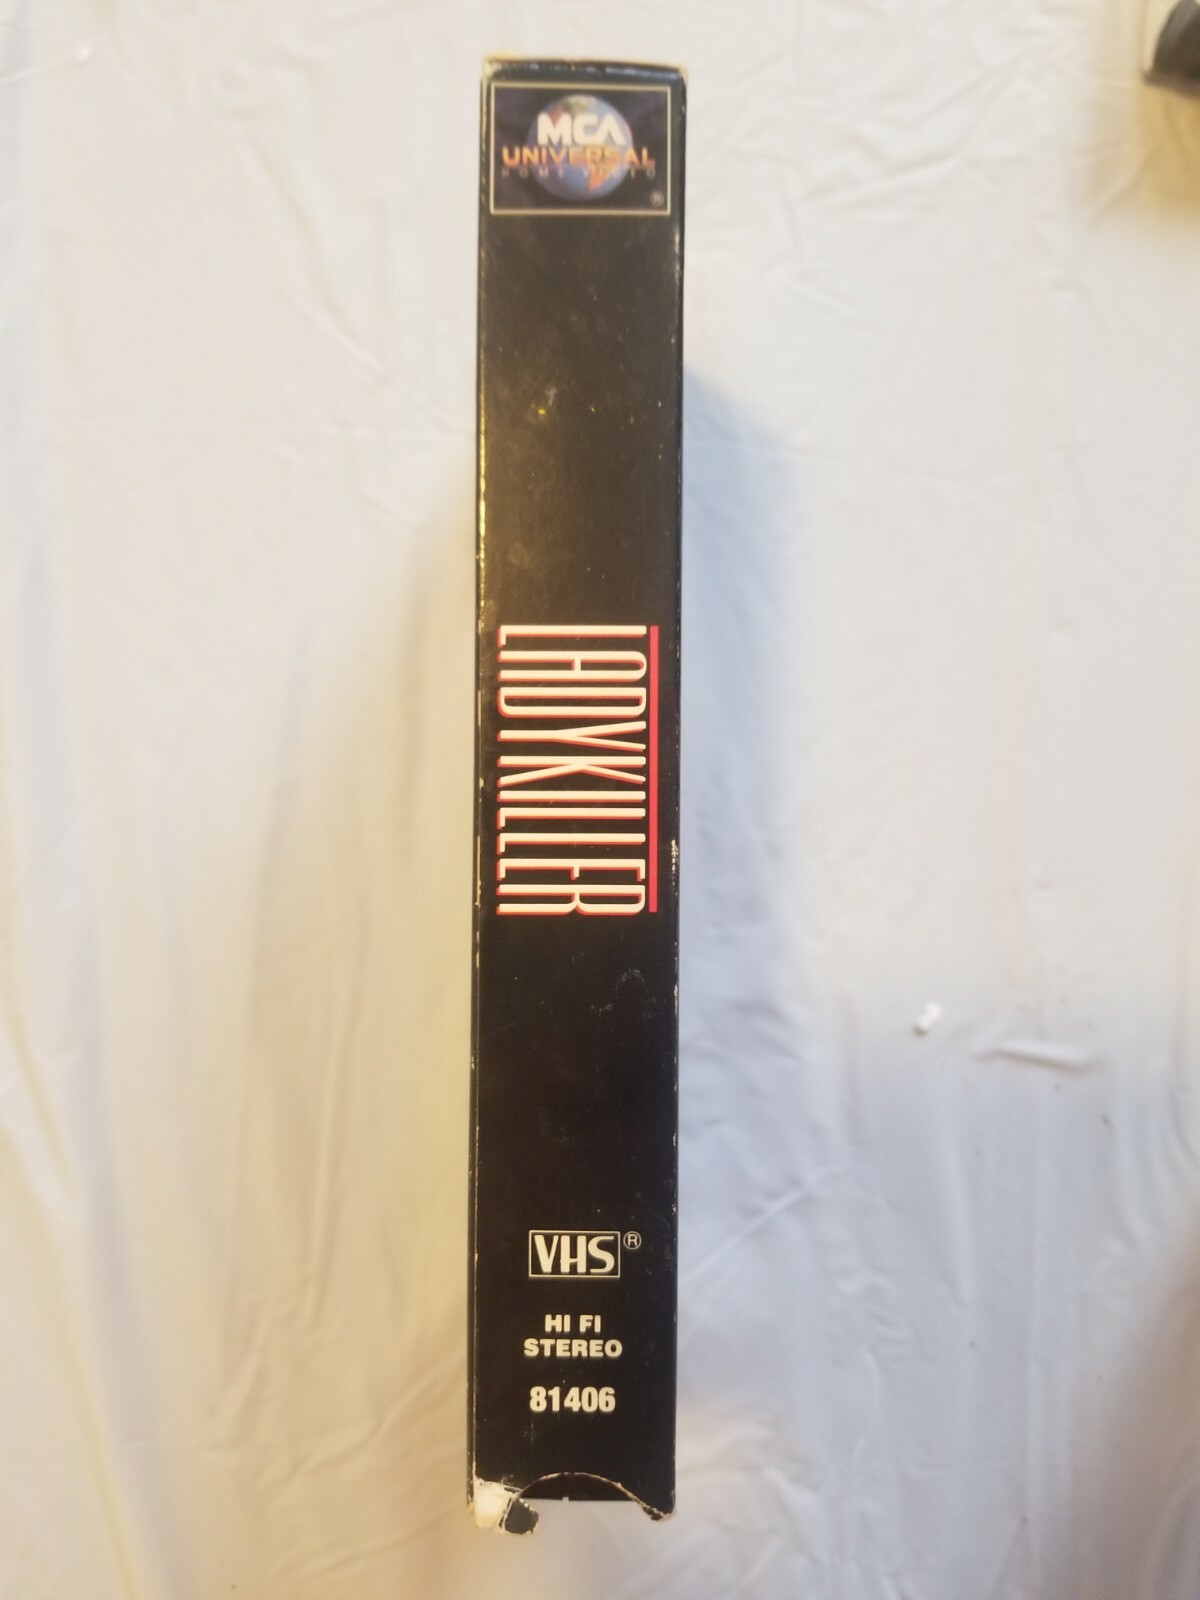 MCA
UNIVERSAL
HOME VIDEO
®
LADYKILLER
VHS®
HI FI
STEREO
81406